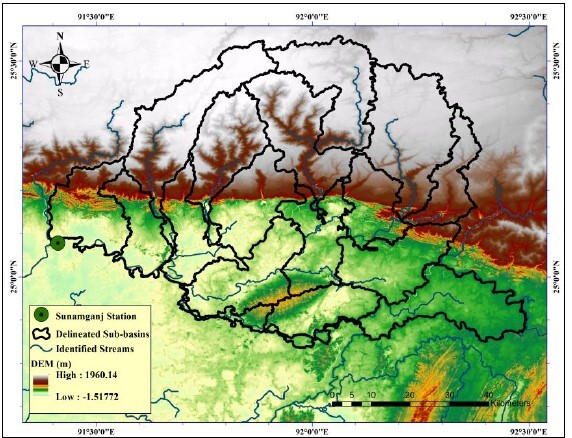 91°30'0"E 92°0'0"E 92°30'0"E
25°30'0"N 25°30'0"N
N
W E
S
25°0'0"N 25°0'0"N
Sunamganj Station
Delineated Sub-basins
Identified Streams
DEM (m)
High : 1960.14
Low : -1.51772
0 5 10 20 30 40
Kilometers
91°30'0"E 92°0'0"E 92°30'0"E